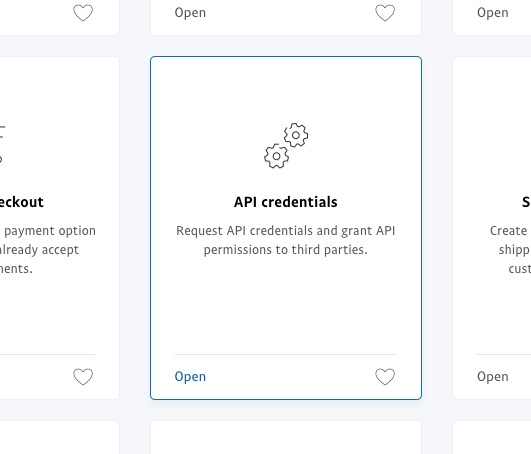 Open
Open
eckout
payment option
already accept
nents.
API credentials
Request API credentials and grant API
permissions to third parties.
S
Create
shipp
cust
Open
Open